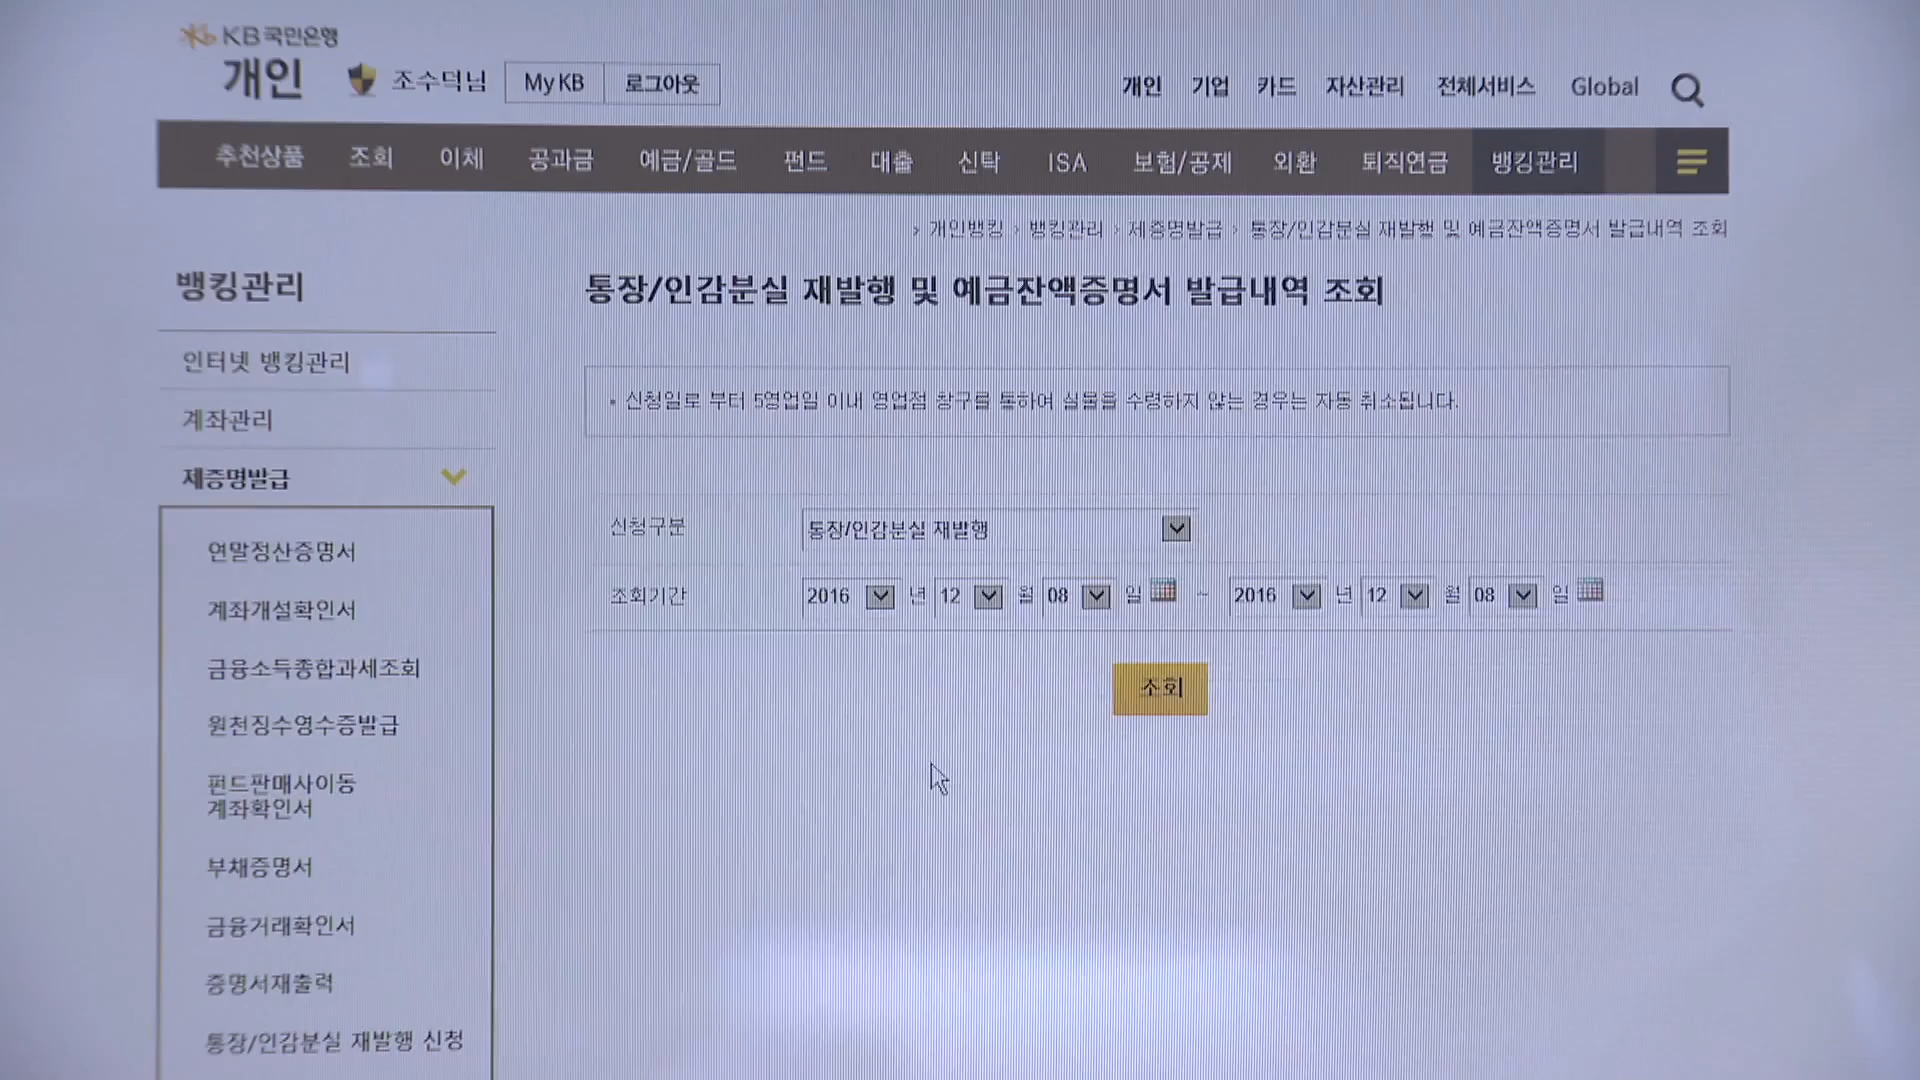 KB국민은행
개인 조수덕님 My KB 로그아웃 개인 기업 카드 자산관리 전체서비스 Global
추천상품 조회 이체 공과금 예금/골드 펀드 대출 신탁 ISA 보험/공제 외환 퇴직연금 뱅킹관리
› 개인뱅킹 › 뱅킹관리 › 제증명발급 › 통장/인감분실 재발행 및 예금잔액증명서 발급내역 조회
뱅킹관리
통장/인감분실 재발행 및 예금잔액증명서 발급내역 조회
인터넷 뱅킹관리
계좌관리
제증명발급
연말정산증명서
계좌개설확인서
금융소득종합과세조회
원천징수영수증발급
펀드판매사이동
계좌확인서
부채증명서
금융거래확인서
증명서재출력
통장/인감분실 재발행 신청
• 신청일로 부터 5영업일 이내 영업점 창구를 통하여 실물을 수령하지 않는 경우는 자동 취소됩니다.
신청구분 통장/인감분실 재발행
조회기간 2016 년 12 월 08 일 ~ 2016 년 12 월 08 일
조회